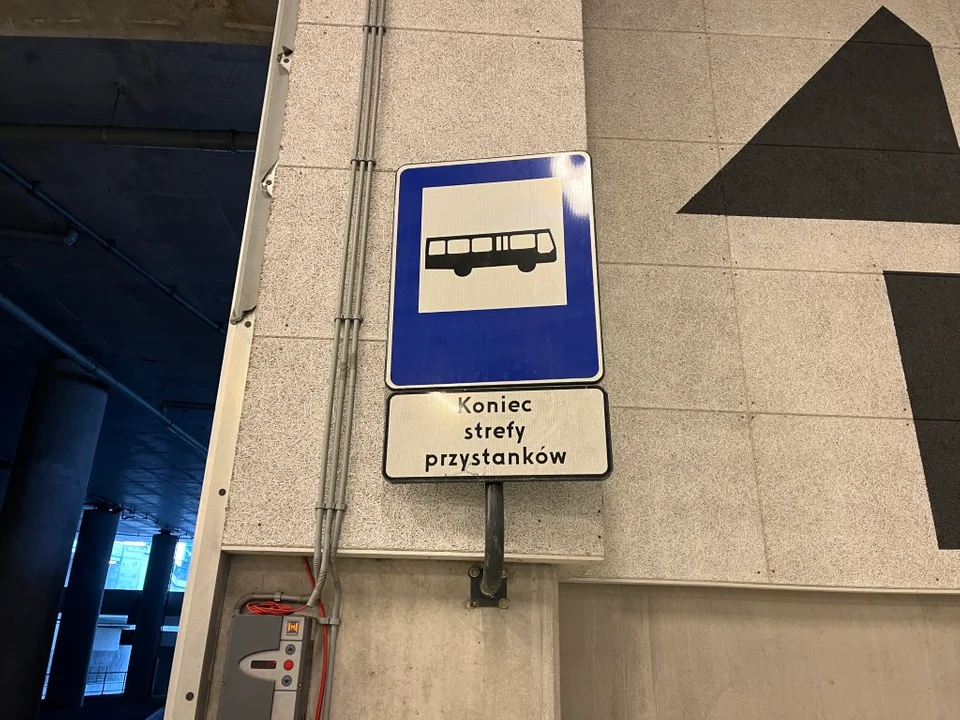 Koniec
strefy
przystanków